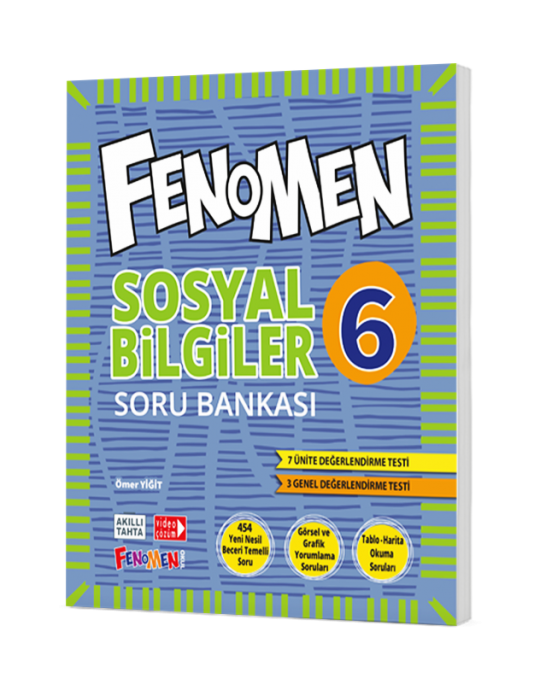 FENOMEN
SOSYAL
BİLGİLER
6
SORU BANKASI
7 ÜNİTE DEĞERLENDİRME TESTİ
3 GENEL DEĞERLENDİRME TESTİ
Ömer YİĞİT
AKILLI
TAHTA
video
çözüm
FENOMEN
454
Yeni Nesil
Beceri Temelli
Soru
Görsel ve
Grafik
Yorumlama
Soruları
Tablo-Harita
Okuma
Soruları